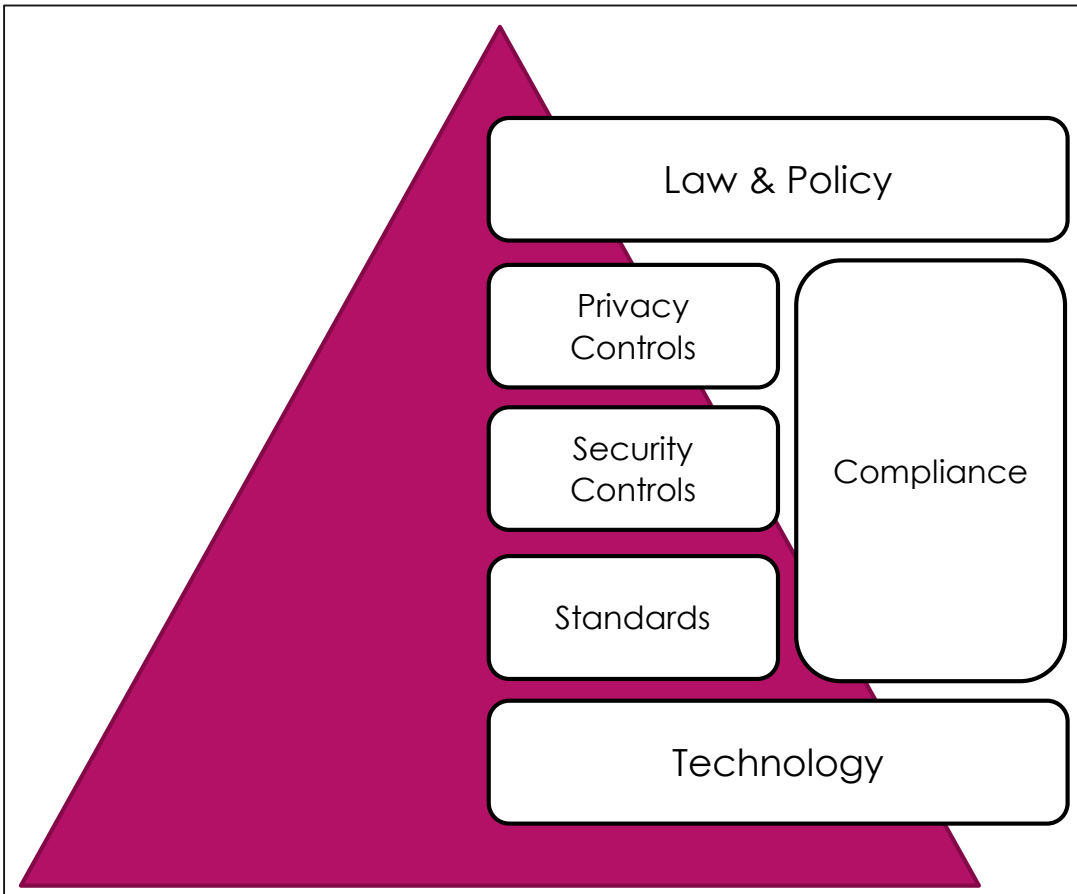 Law & Policy
Privacy
Controls
Security
Controls
Compliance
Standards
Technology